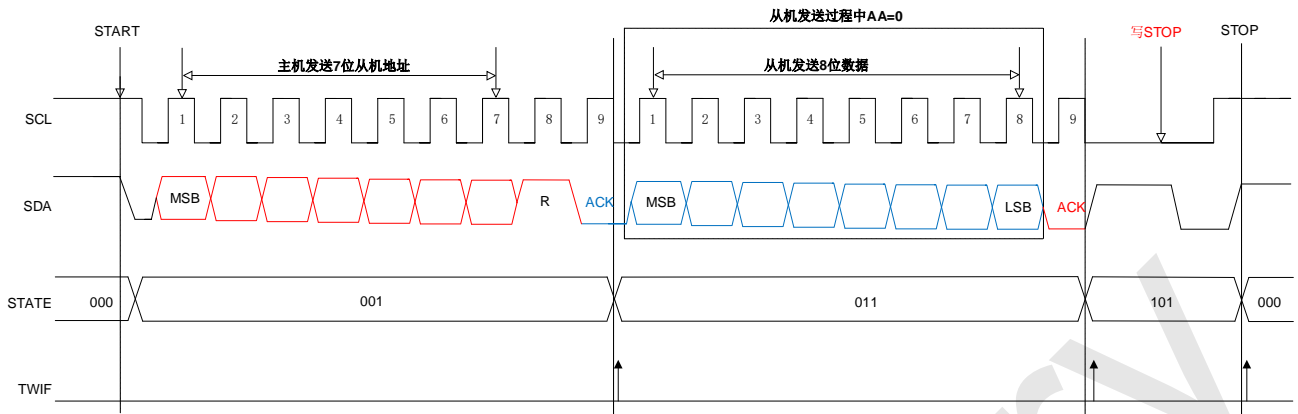 从机发送过程中AA=0
START
写STOP
STOP
主机发送7位从机地址
从机发送8位数据
SCL 1 2 3 4 5 6 7 8 9 1 2 3 4 5 6 7 8 9
SDA MSB R ACK MSB LSB ACK
STATE 000 001 011 101 000
TWIF